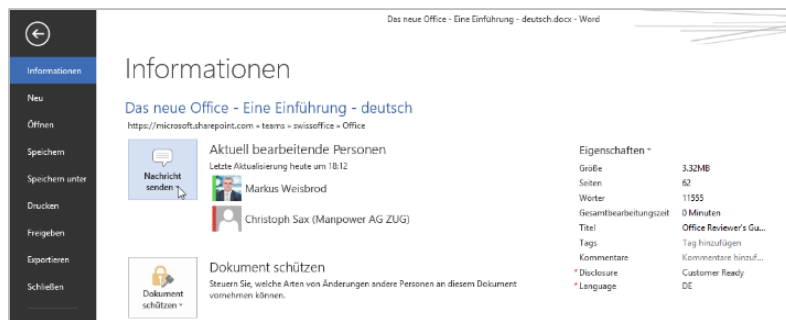 Das neue Office - Eine Einführung - deutsch.docx - Word
Informationen
Neu
Öffnen
Speichern
Speichern unter
Drucken
Freigeben
Exportieren
Schließen
Informationen
Das neue Office - Eine Einführung - deutsch
https://microsoft.sharepoint.com » teams » swissoffice » Office
Nachricht
senden
Aktuell bearbeitende Personen
Letzte Aktualisierung heute um 18:12
Markus Weisbrod
Christoph Sax (Manpower AG ZUG)
Dokument
schützen
Dokument schützen
Steuern Sie, welche Arten von Änderungen andere Personen an diesem Dokument
vornehmen können.
Eigenschaften
Größe 3.32MB
Seiten 62
Wörter 11555
Gesamtbearbeitungszeit 0 Minuten
Titel Office Reviewer's Gu...
Tags Tag hinzufügen
Kommentare Kommentare hinzuf...
* Disclosure Customer Ready
* Language DE